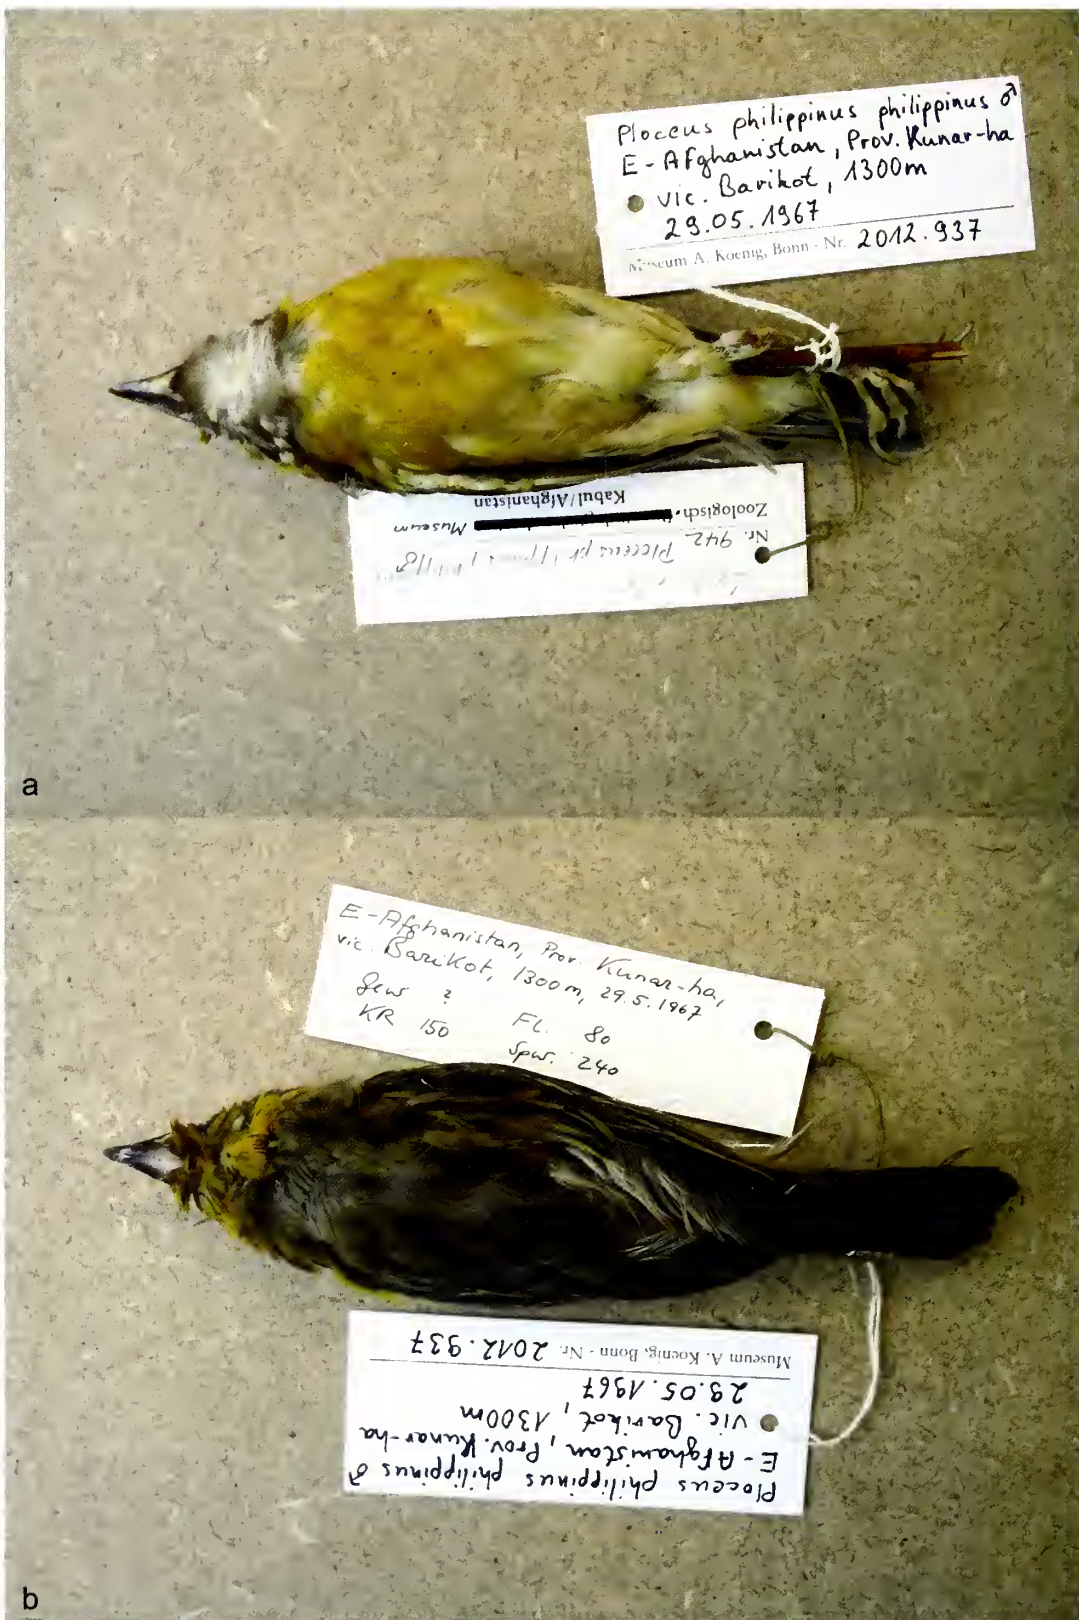 Ploceus philippinus philippinus ♂
E-Afghanistan, Prov. Kunar-ha
vic. Barikot, 1300m
29.05.1967
Museum A. Koenig, Bonn - Nr. 2012.937
Kabul/Afghanistan
Zoologisch. Museum
Nr. 942 Ploceus
a
E-Afghanistan, Prov. Kunar-ha,
vic. Barikot, 1300m, 29.5.1967
Gew ? Fl. 80
KR 150 Spw. 240
Ploceus philippinus philippinus ♂
E-Afghanistan, Prov. Kunar-ha
vic. Barikot, 1300m
29.05.1967
Museum A. Koenig, Bonn - Nr. 2012.937
b